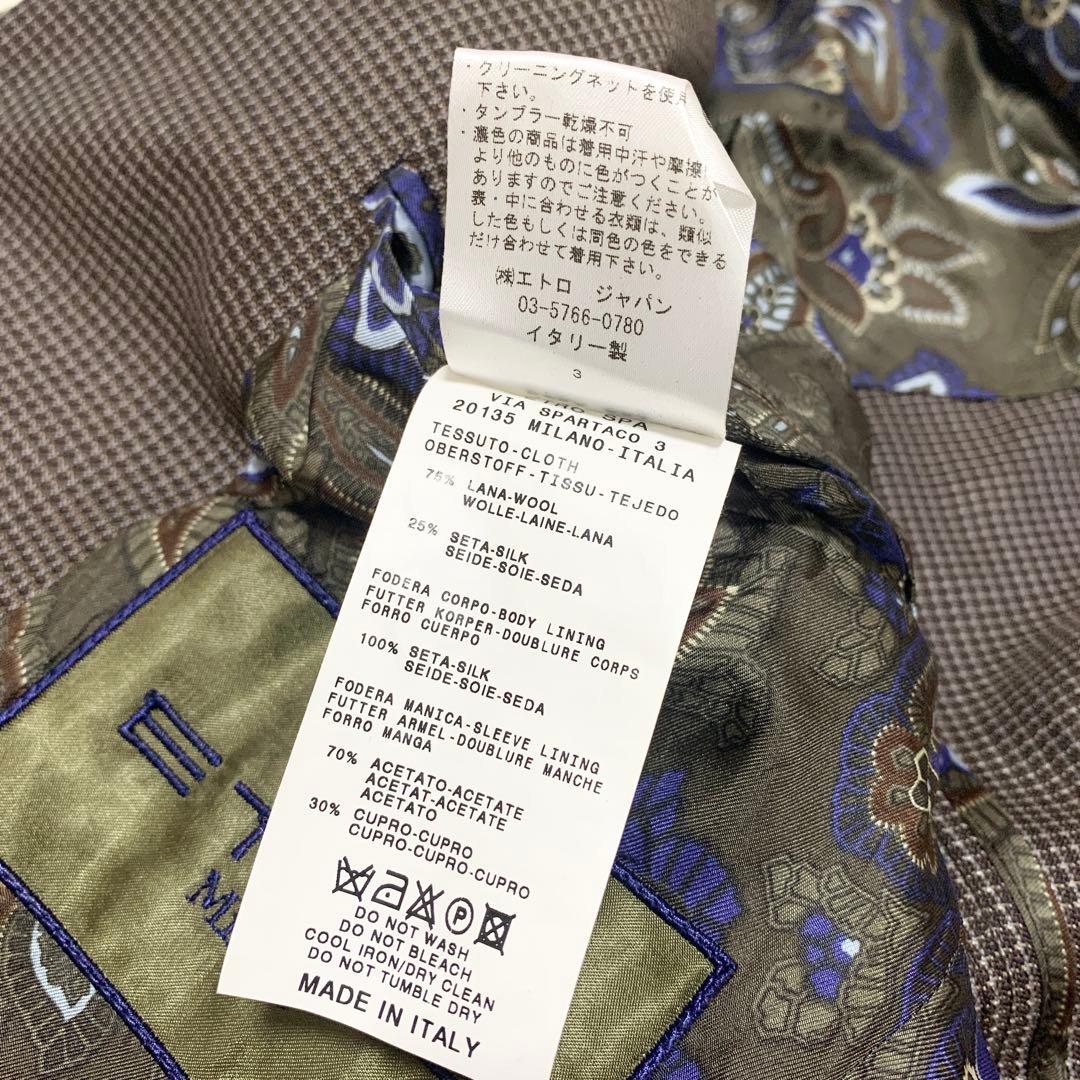 ・クリーニングネットを使用
下さい。
・タンブラー乾燥不可
・濃色の商品は着用中汗や摩擦に
より他のものに色がつくことが
ありますのでご注意ください。
表・中に合わせる衣類は、類似
した色もしくは同色の色をできる
だけ合わせて着用下さい。
㈱エトロ ジャパン
03-5766-0780
イタリー製
3
SPA
VIA SPARTACO 3
20135 MILANO-ITALIA
TESSUTO-CLOTH
OBERSTOFF-TISSU-TEJEDO
75% LANA-WOOL
WOLLE-LAINE-LANA
25% SETA-SILK
SEIDE-SOIE-SEDA
FODERA CORPO-BODY LINING
FUTTER KORPER-DOUBLURE CORPS
FORRO CUERPO
100% SETA-SILK
SEIDE-SOIE-SEDA
FODERA MANICA-SLEEVE LINING
FUTTER ARMEL-DOUBLURE MANCHE
FORRO MANGA
70% ACETATO-ACETATE
ACETAT-ACETATE
ACETATO
30% CUPRO-CUPRO
CUPRO-CUPRO-CUPRO
P
DO NOT WASH
DO NOT BLEACH
COOL IRON/DRY CLEAN
DO NOT TUMBLE DRY
MADE IN ITALY